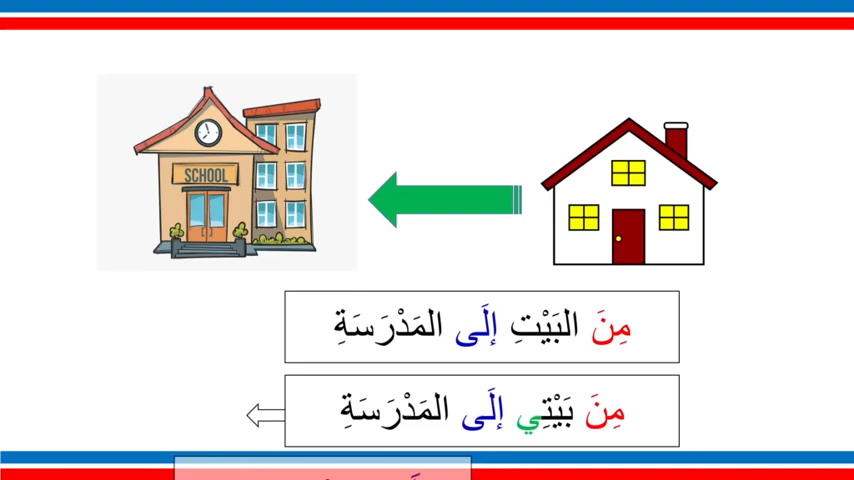 SCHOOL
مِنَ البَيْتِ إلَى المَدْرَسَةِ
مِنَ بَيْتِي إلَى المَدْرَسَةِ